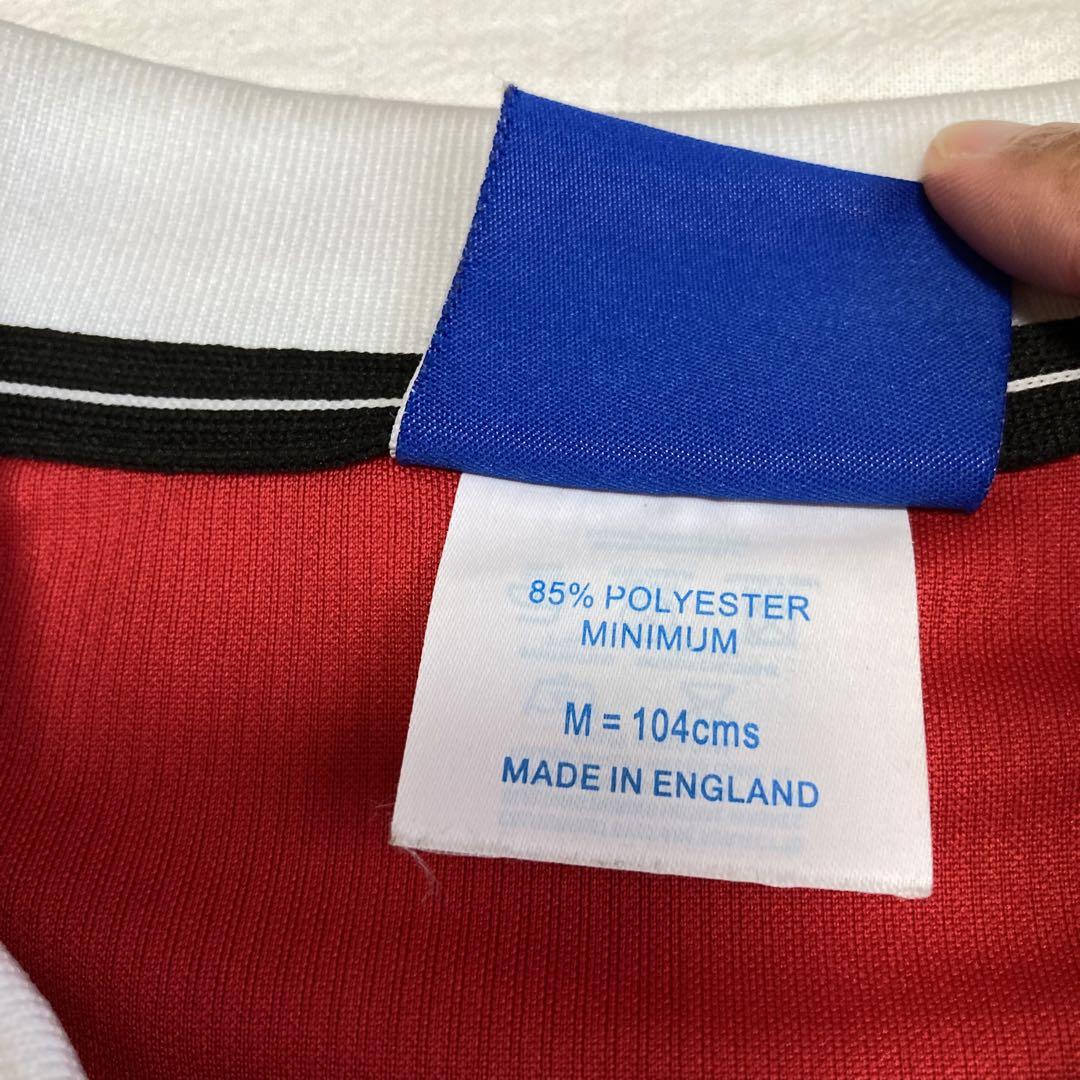 85% POLYESTER
MINIMUM
M = 104cms
MADE IN ENGLAND